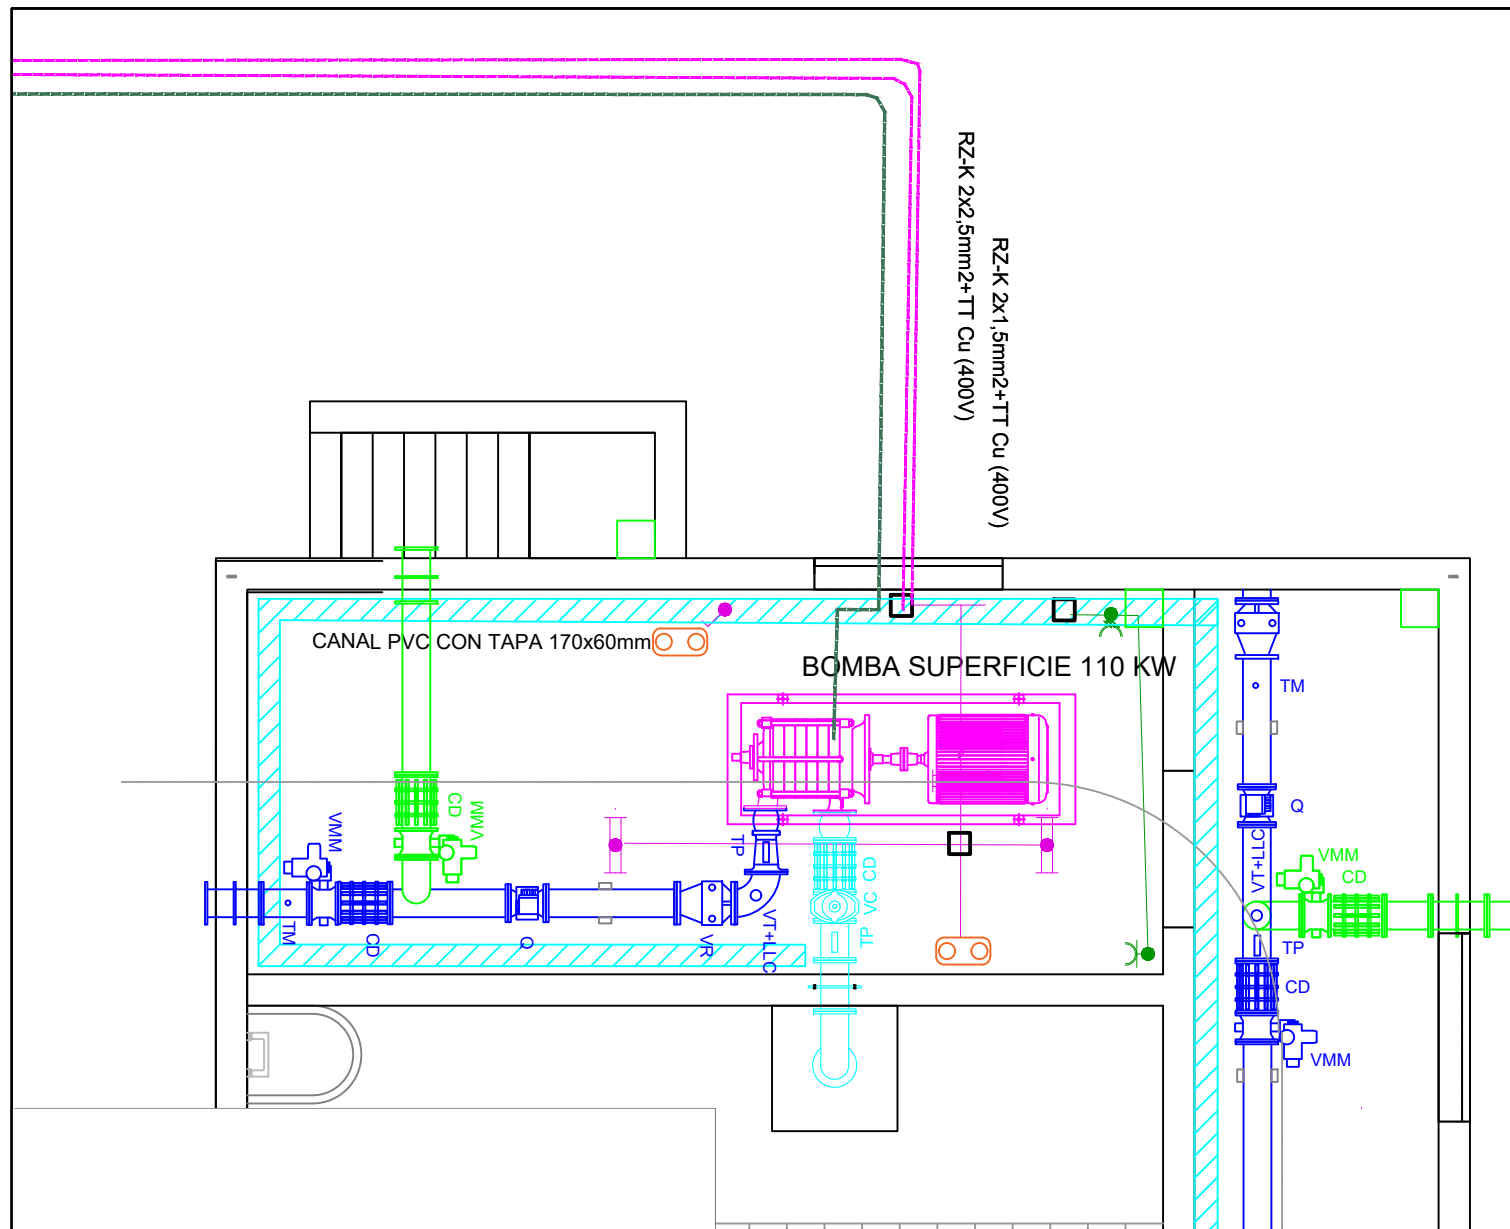 RZ-K 2x2,5mm2+TT Cu (400V)
RZ-K 2x1,5mm2+TT Cu (400V)
CANAL PVC CON TAPA 170x60mm
BOMBA SUPERFICIE 110 KW
TM
Q
VT+LLC
VMM
CD
TP
CD
VMM
VMM
CD
VMM
TP
CD
VC
TP
TM
CD
Q
VR
VT+LLC